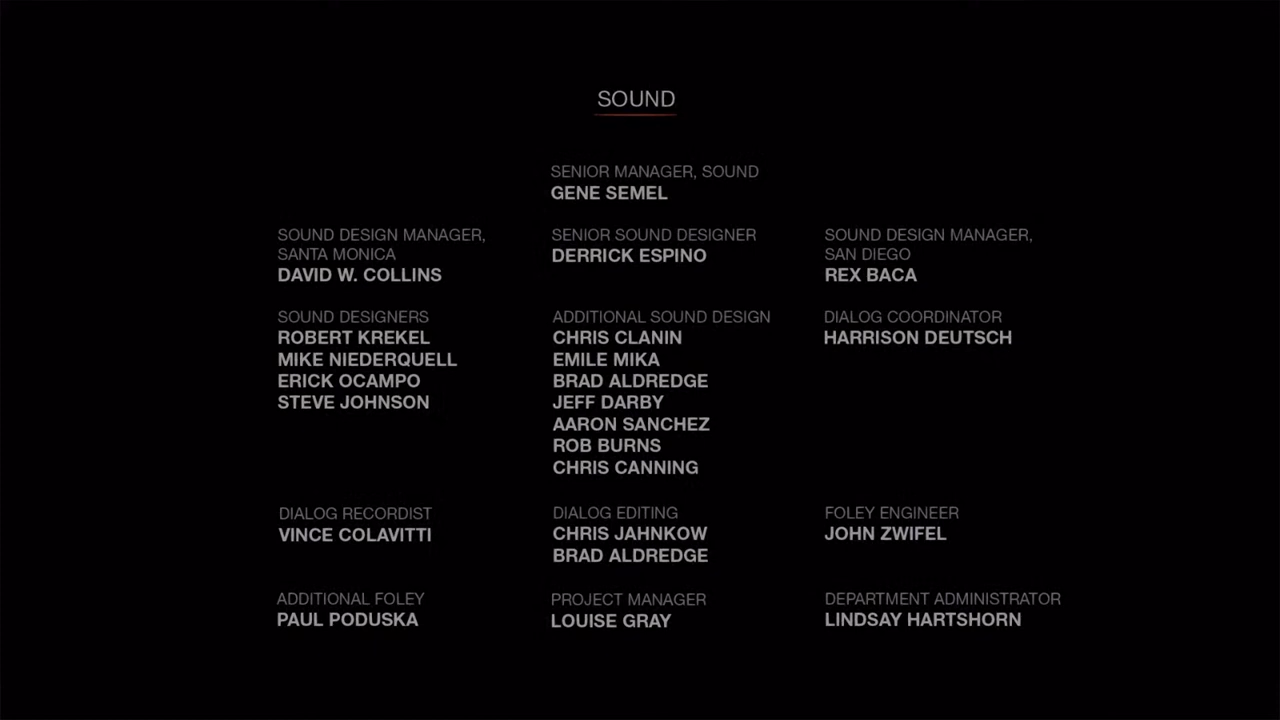 SOUND
SENIOR MANAGER, SOUND
GENE SEMEL
SOUND DESIGN MANAGER,
SANTA MONICA
DAVID W. COLLINS
SENIOR SOUND DESIGNER
DERRICK ESPINO
SOUND DESIGN MANAGER,
SAN DIEGO
REX BACA
SOUND DESIGNERS
ROBERT KREKEL
MIKE NIEDERQUELL
ERICK OCAMPO
STEVE JOHNSON
ADDITIONAL SOUND DESIGN
CHRIS CLANIN
EMILE MIKA
BRAD ALDREDGE
JEFF DARBY
AARON SANCHEZ
ROB BURNS
CHRIS CANNING
DIALOG COORDINATOR
HARRISON DEUTSCH
DIALOG RECORDIST
VINCE COLAVITTI
DIALOG EDITING
CHRIS JAHNKOW
BRAD ALDREDGE
FOLEY ENGINEER
JOHN ZWIFEL
ADDITIONAL FOLEY
PAUL PODUSKA
PROJECT MANAGER
LOUISE GRAY
DEPARTMENT ADMINISTRATOR
LINDSAY HARTSHORN